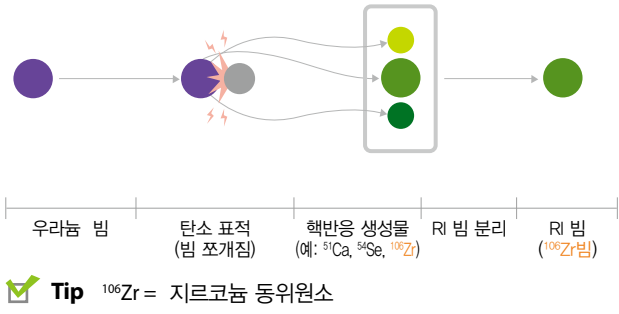 우라늄 빔
탄소 표적
(빔 쪼개짐)
핵반응 생성물
(예: ⁵¹Ca, ⁵⁴Se, ¹⁰⁶Zr)
RI 빔 분리
RI 빔
(¹⁰⁶Zr빔)
Tip ¹⁰⁶Zr = 지르코늄 동위원소